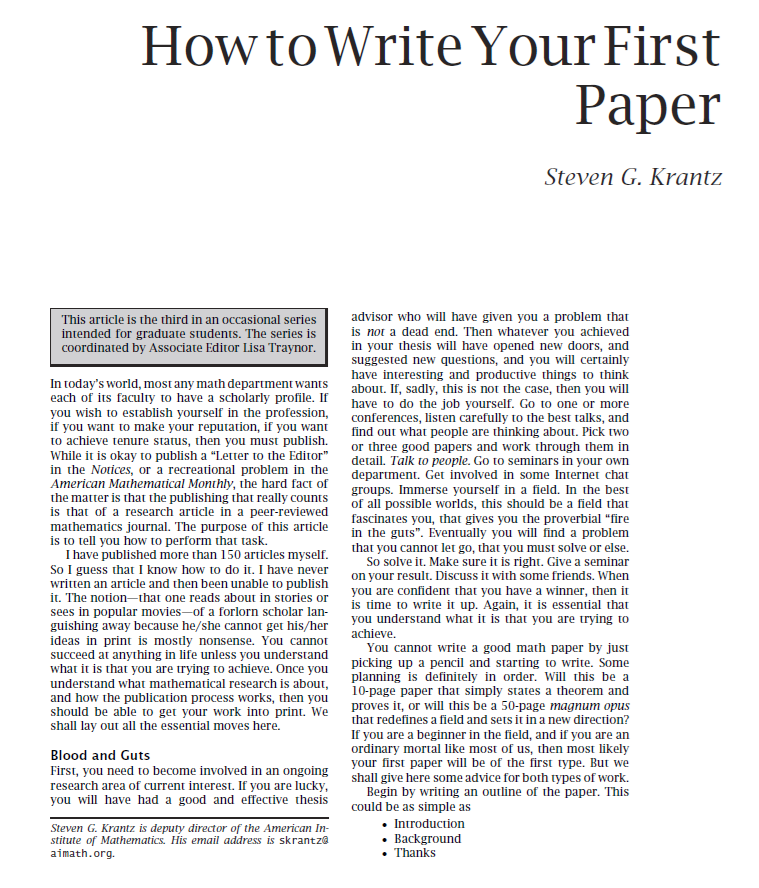 How to Write Your First
Paper
Steven G. Krantz
This article is the third in an occasional series
intended for graduate students. The series is
coordinated by Associate Editor Lisa Traynor.
In today's world, most any math department wants
each of its faculty to have a scholarly profile. If
you wish to establish yourself in the profession,
if you want to make your reputation, if you want
to achieve tenure status, then you must publish.
While it is okay to publish a “Letter to the Editor”
in the Notices, or a recreational problem in the
American Mathematical Monthly, the hard fact of
the matter is that the publishing that really counts
is that of a research article in a peer-reviewed
mathematics journal. The purpose of this article
is to tell you how to perform that task.
I have published more than 150 articles myself.
So I guess that I know how to do it. I have never
written an article and then been unable to publish
it. The notion—that one reads about in stories or
sees in popular movies—of a forlorn scholar lan-
guishing away because he/she cannot get his/her
ideas in print is mostly nonsense. You cannot
succeed at anything in life unless you understand
what it is that you are trying to achieve. Once you
understand what mathematical research is about,
and how the publication process works, then you
should be able to get your work into print. We
shall lay out all the essential moves here.
Blood and Guts
First, you need to become involved in an ongoing
research area of current interest. If you are lucky,
you will have had a good and effective thesis
Steven G. Krantz is deputy director of the American In-
stitute of Mathematics. His email address is skrantz@
aimath.org.
advisor who will have given you a problem that
is not a dead end. Then whatever you achieved
in your thesis will have opened new doors, and
suggested new questions, and you will certainly
have interesting and productive things to think
about. If, sadly, this is not the case, then you will
have to do the job yourself. Go to one or more
conferences, listen carefully to the best talks, and
find out what people are thinking about. Pick two
or three good papers and work through them in
detail. Talk to people. Go to seminars in your own
department. Get involved in some Internet chat
groups. Immerse yourself in a field. In the best
of all possible worlds, this should be a field that
fascinates you, that gives you the proverbial “fire
in the guts”. Eventually you will find a problem
that you cannot let go, that you must solve or else.
So solve it. Make sure it is right. Give a seminar
on your result. Discuss it with some friends. When
you are confident that you have a winner, then it
is time to write it up. Again, it is essential that
you understand what it is that you are trying to
achieve.
You cannot write a good math paper by just
picking up a pencil and starting to write. Some
planning is definitely in order. Will this be a
10-page paper that simply states a theorem and
proves it, or will this be a 50-page magnum opus
that redefines a field and sets it in a new direction?
If you are a beginner in the field, and if you are an
ordinary mortal like most of us, then most likely
your first paper will be of the first type. But we
shall give here some advice for both types of work.
Begin by writing an outline of the paper. This
could be as simple as
• Introduction
• Background
• Thanks